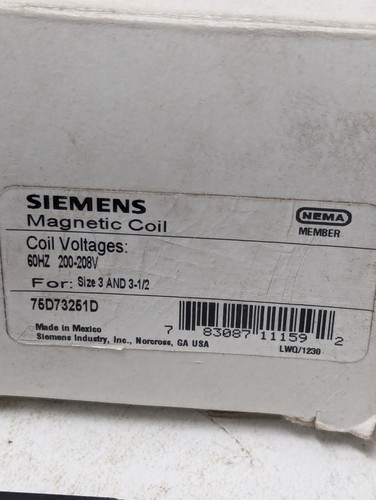 SIEMENS
NEMA
Magnetic Coil
MEMBER
Coil Voltages:
60HZ 200-208V
For: Size 3 AND 3-1/2
75D73251D
7 83087 11159 2
Made in Mexico
Siemens Industry, Inc., Norcross, GA USA
LWQ/1230